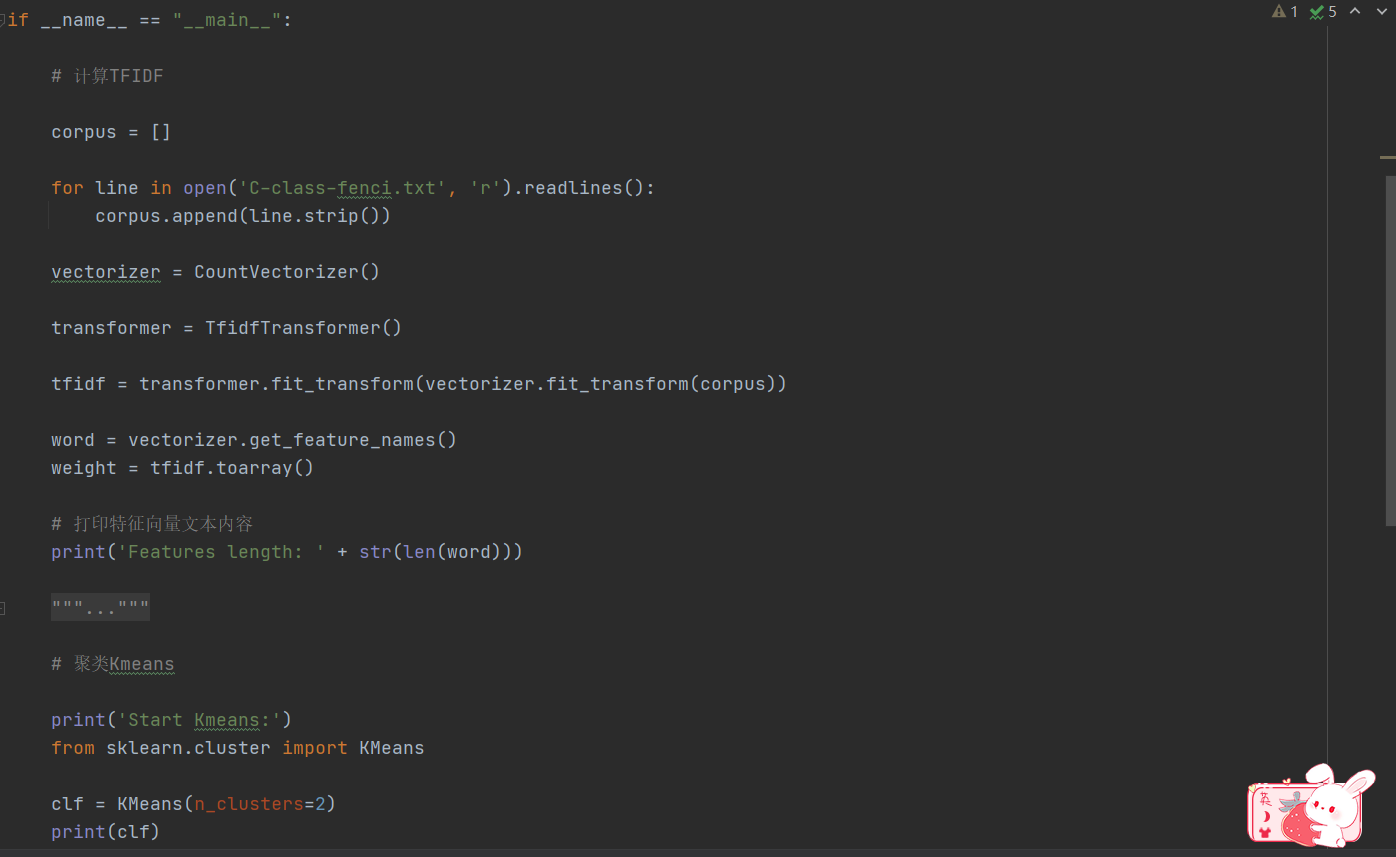 if __name__ == "__main__":
# 计算TFIDF
corpus = []
for line in open('C-class-fenci.txt', 'r').readlines():
corpus.append(line.strip())
vectorizer = CountVectorizer()
transformer = TfidfTransformer()
tfidf = transformer.fit_transform(vectorizer.fit_transform(corpus))
word = vectorizer.get_feature_names()
weight = tfidf.toarray()
# 打印特征向量文本内容
print('Features length: ' + str(len(word)))
"""..."""
# 聚类Kmeans
print('Start Kmeans:')
from sklearn.cluster import KMeans
clf = KMeans(n_clusters=2)
print(clf)
1 5
英